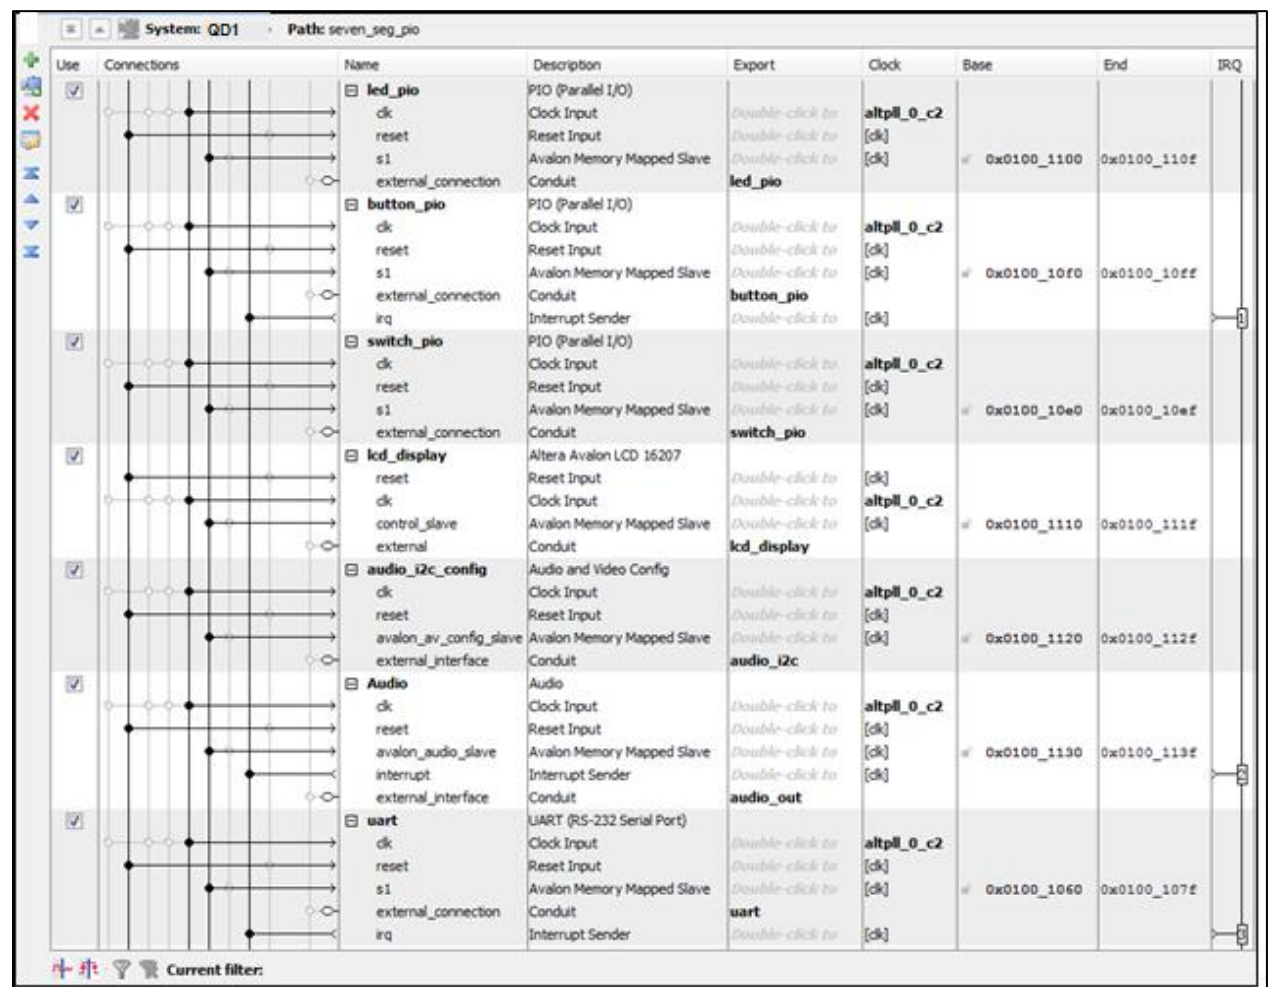 System: QD1 Path: seven_seg_pio
Use Connections Name Description Export Clock Base End IRQ
led_pio PIO (Parallel I/O)
clk Clock Input Double-click to altpll_0_c2
reset Reset Input Double-click to [clk]
s1 Avalon Memory Mapped Slave Double-click to [clk] 0x0100_1100 0x0100_110f
external_connection Conduit led_pio
button_pio PIO (Parallel I/O)
clk Clock Input Double-click to altpll_0_c2
reset Reset Input Double-click to [clk]
s1 Avalon Memory Mapped Slave Double-click to [clk] 0x0100_10f0 0x0100_10ff
external_connection Conduit button_pio
irq Interrupt Sender Double-click to [clk] 1
switch_pio PIO (Parallel I/O)
clk Clock Input Double-click to altpll_0_c2
reset Reset Input Double-click to [clk]
s1 Avalon Memory Mapped Slave Double-click to [clk] 0x0100_10e0 0x0100_10ef
external_connection Conduit switch_pio
lcd_display Altera Avalon LCD 16207
reset Reset Input Double-click to [clk]
clk Clock Input Double-click to altpll_0_c2
control_slave Avalon Memory Mapped Slave Double-click to [clk] 0x0100_1110 0x0100_111f
external Conduit lcd_display
audio_i2c_config Audio and Video Config
clk Clock Input Double-click to altpll_0_c2
reset Reset Input Double-click to [clk]
avalon_av_config_slave Avalon Memory Mapped Slave Double-click to [clk] 0x0100_1120 0x0100_112f
external_interface Conduit audio_i2c
Audio Audio
clk Clock Input Double-click to altpll_0_c2
reset Reset Input Double-click to [clk]
avalon_audio_slave Avalon Memory Mapped Slave Double-click to [clk] 0x0100_1130 0x0100_113f
interrupt Interrupt Sender Double-click to [clk] 2
external_interface Conduit audio_out
uart UART (RS-232 Serial Port)
clk Clock Input Double-click to altpll_0_c2
reset Reset Input Double-click to [clk]
s1 Avalon Memory Mapped Slave Double-click to [clk] 0x0100_1060 0x0100_107f
external_connection Conduit uart
irq Interrupt Sender Double-click to [clk] 3
Current filter: